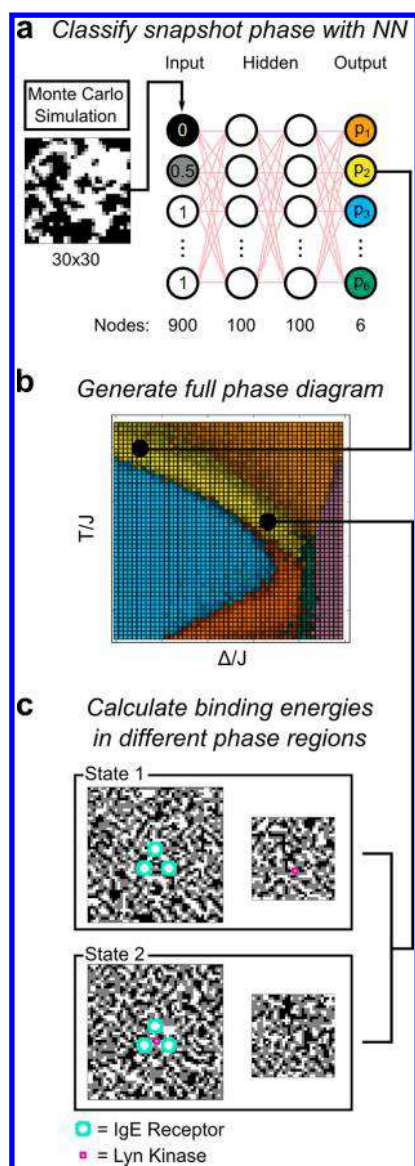 a Classify snapshot phase with NN
Input Hidden Output
Monte Carlo
Simulation
0 p1
0.5 p2
1 p3
1 p6
30x30
Nodes: 900 100 100 6
b Generate full phase diagram
T/J
Δ/J
c Calculate binding energies
in different phase regions
State 1
State 2
= IgE Receptor
= Lyn Kinase